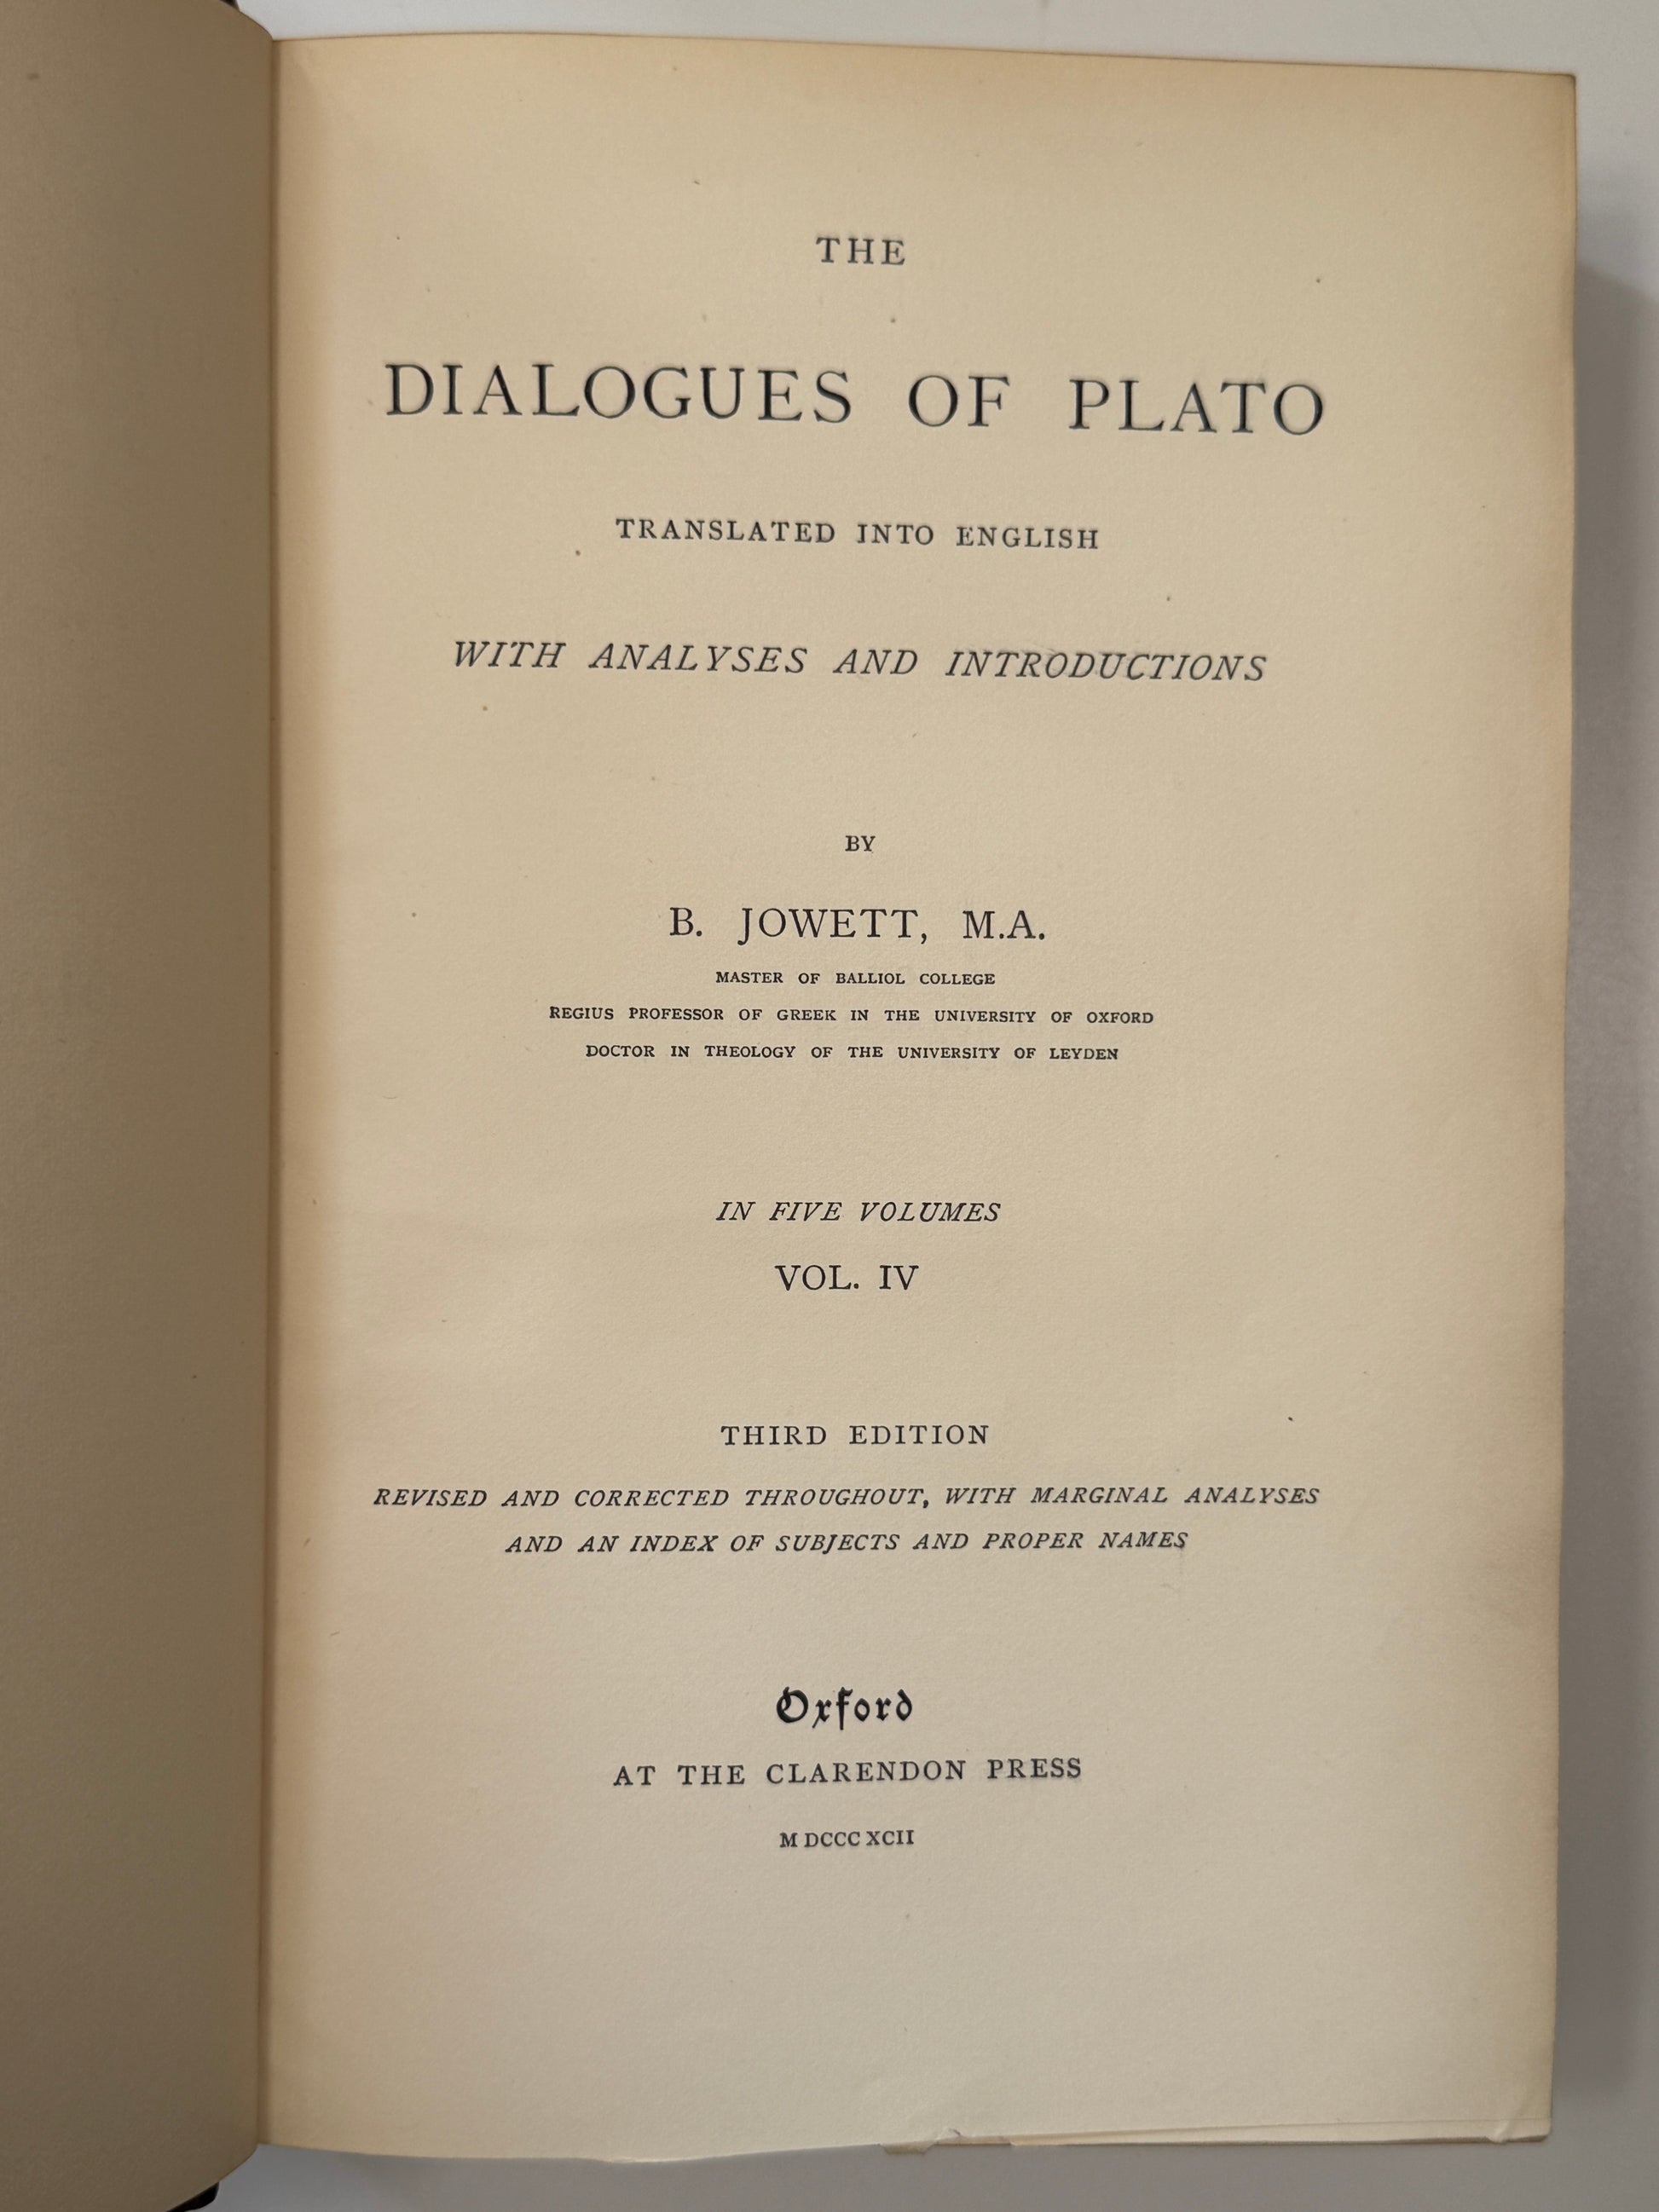 THE
DIALOGUES OF PLATO
TRANSLATED INTO ENGLISH
WITH ANALYSES AND INTRODUCTIONS
BY
B. JOWETT, M.A.
MASTER OF BALLIOL COLLEGE
REGIUS PROFESSOR OF GREEK IN THE UNIVERSITY OF OXFORD
DOCTOR IN THEOLOGY OF THE UNIVERSITY OF LEYDEN
IN FIVE VOLUMES
VOL. IV
THIRD EDITION
REVISED AND CORRECTED THROUGHOUT, WITH MARGINAL ANALYSES
AND AN INDEX OF SUBJECTS AND PROPER NAMES
Oxford
AT THE CLARENDON PRESS
M DCCC XCII